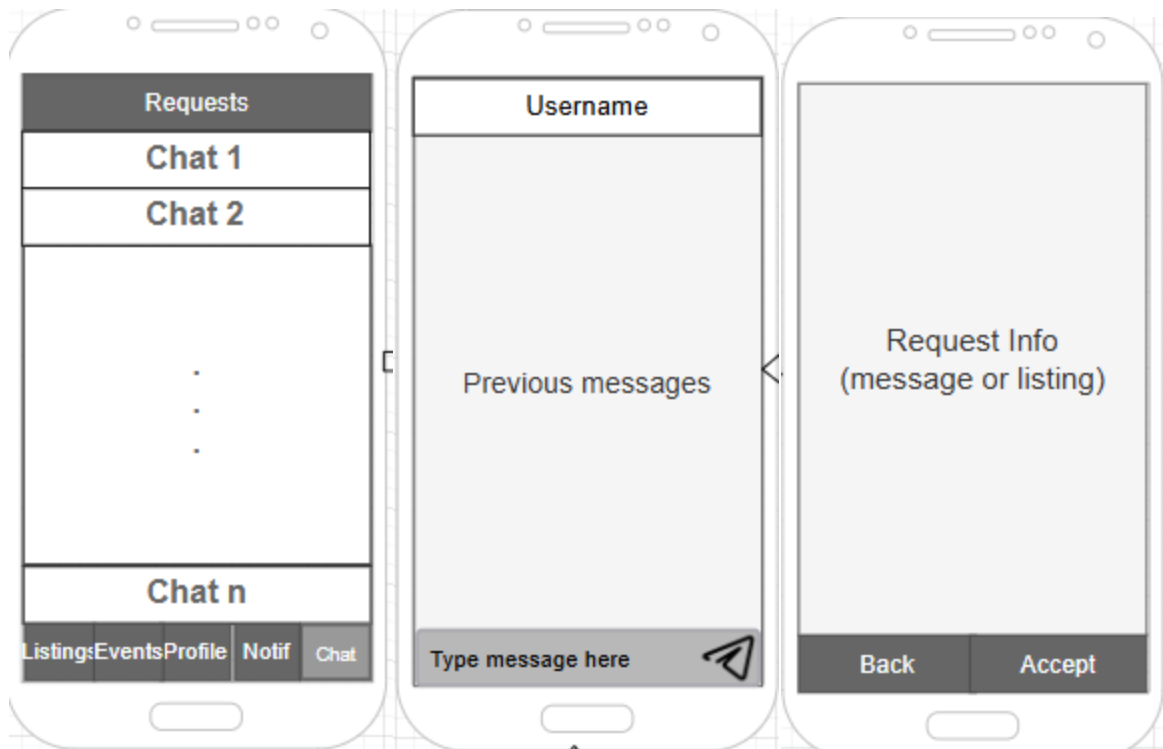 Requests
Chat 1
Chat 2
.
.
.
Chat n
Listings Events Profile Notif Chat
Username
Previous messages
Type message here
Request Info
(message or listing)
Back Accept